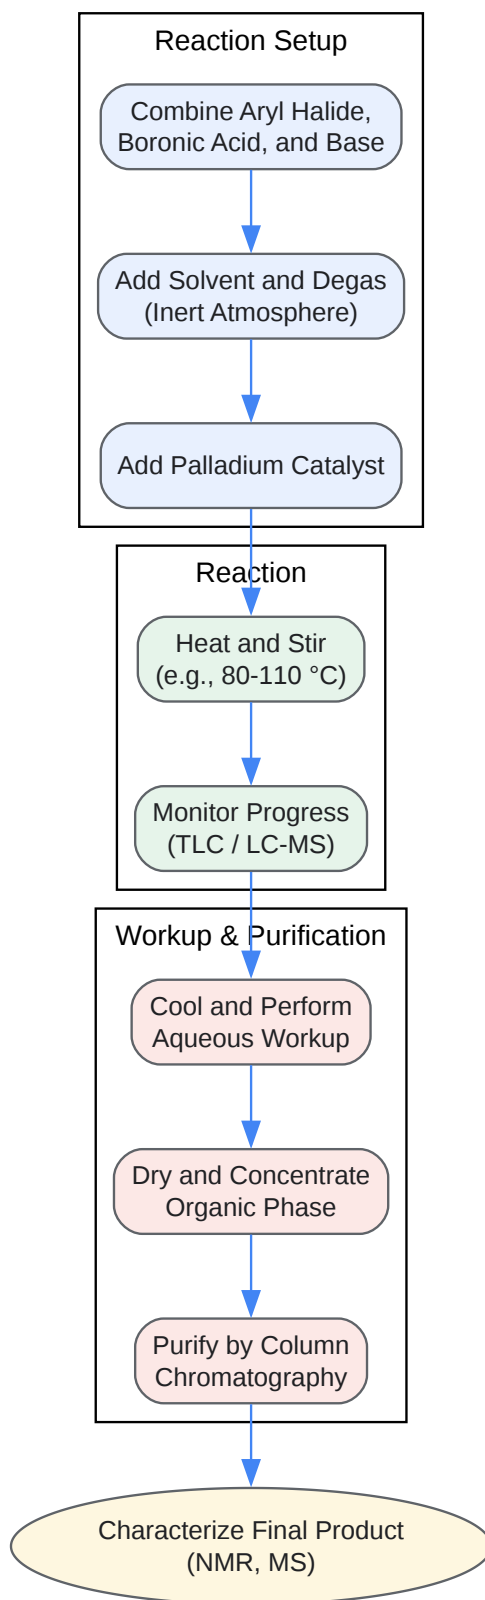 Reaction Setup
Combine Aryl Halide,
Boronic Acid, and Base
Add Solvent and Degas
(Inert Atmosphere)
Add Palladium Catalyst
Reaction
Heat and Stir
(e.g., 80-110 °C)
Monitor Progress
(TLC / LC-MS)
Workup & Purification
Cool and Perform
Aqueous Workup
Dry and Concentrate
Organic Phase
Purify by Column
Chromatography
Characterize Final Product
(NMR, MS)